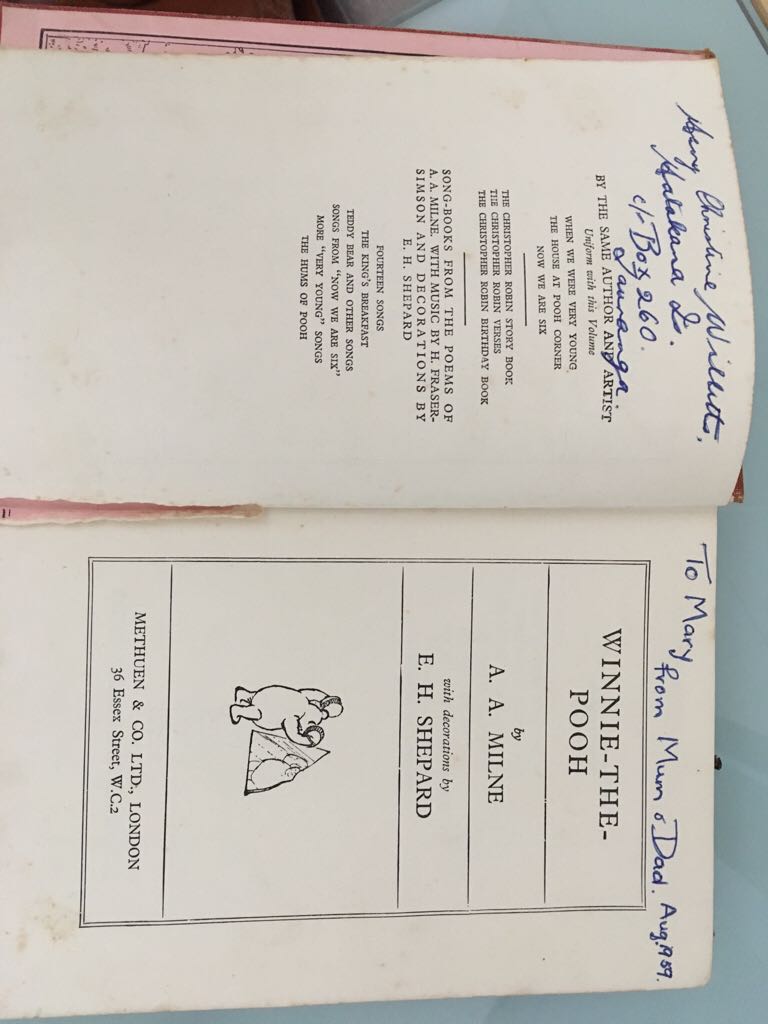 Mary Christine Willetts,
Matakana Is.
c/- Box 260.
Tauranga.
BY THE SAME AUTHOR AND ARTIST
Uniform with this Volume
WHEN WE WERE VERY YOUNG
THE HOUSE AT POOH CORNER
NOW WE ARE SIX
THE CHRISTOPHER ROBIN STORY BOOK
THE CHRISTOPHER ROBIN VERSES
THE CHRISTOPHER ROBIN BIRTHDAY BOOK
SONG-BOOKS FROM THE POEMS OF
A. A. MILNE. WITH MUSIC BY H. FRASER-
SIMSON AND DECORATIONS BY
E. H. SHEPARD
FOURTEEN SONGS
THE KING'S BREAKFAST
TEDDY BEAR AND OTHER SONGS
SONGS FROM "NOW WE ARE SIX"
MORE "VERY YOUNG" SONGS
THE HUMS OF POOH
To Mary
from Mum & Dad. Aug. 1959.
WINNIE-THE-
POOH
by
A. A. MILNE
with decorations by
E. H. SHEPARD
METHUEN & CO. LTD., LONDON
36 Essex Street, W.C.2